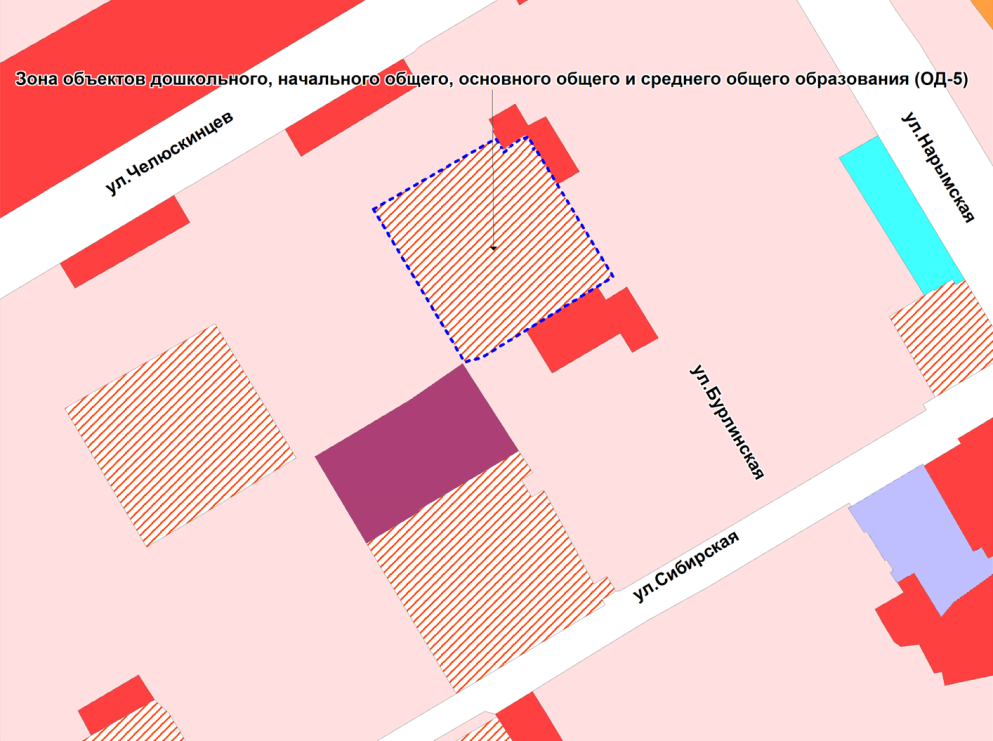 Зона объектов дошкольного, начального общего, основного общего и среднего общего образования (ОД-5)
ул.Челюскинцев
ул.Нарымская
ул.Бурлинская
ул.Сибирская